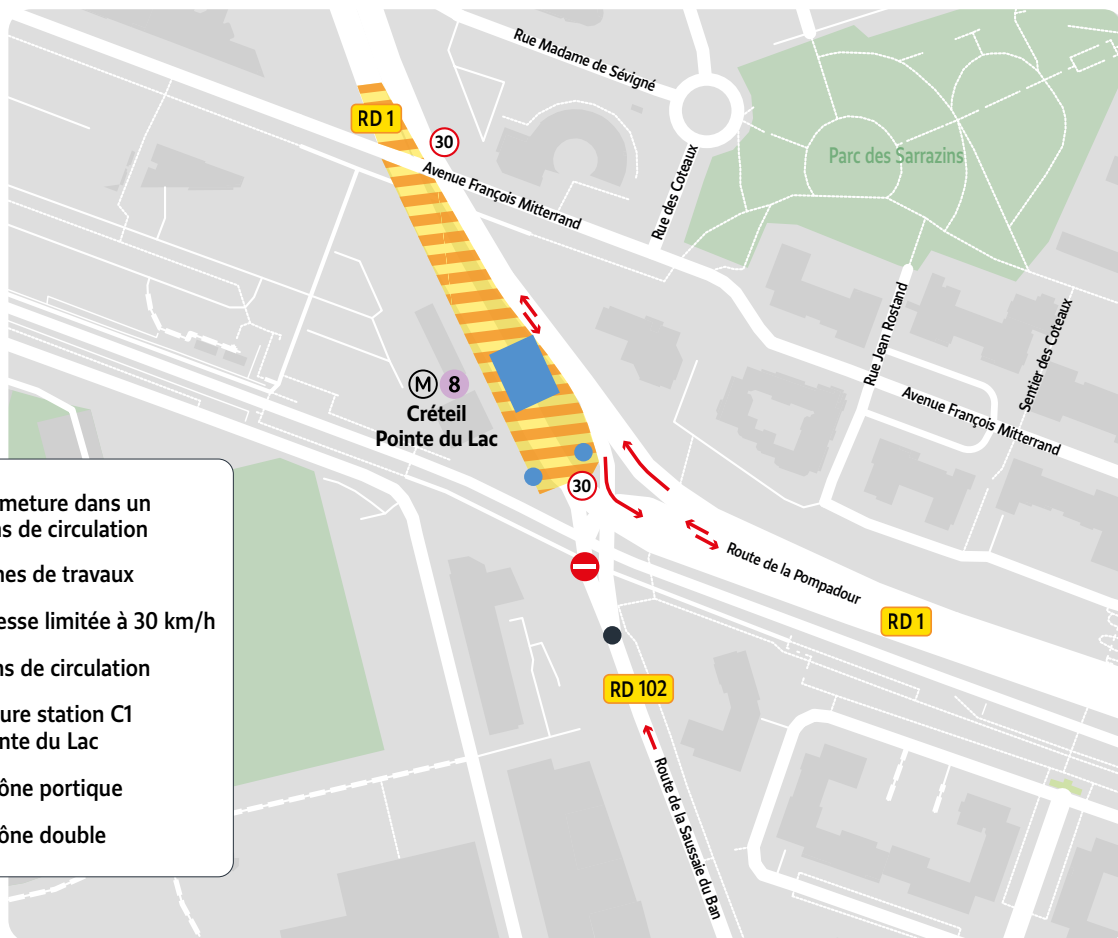 Rue Madame de Sévigné
RD 1
30
Avenue François Mitterrand
Rue des Coteaux
Parc des Sarrazins
Rue Jean Rostand
Sentier des Coteaux
Avenue François Mitterrand
M 8
Créteil
Pointe du Lac
30
Route de la Pompadour
RD 1
RD 102
Route de la Saussaie du Ban
meture dans un
s de circulation
nes de travaux
esse limitée à 30 km/h
ns de circulation
ure station C1
nte du Lac
ône portique
ône double